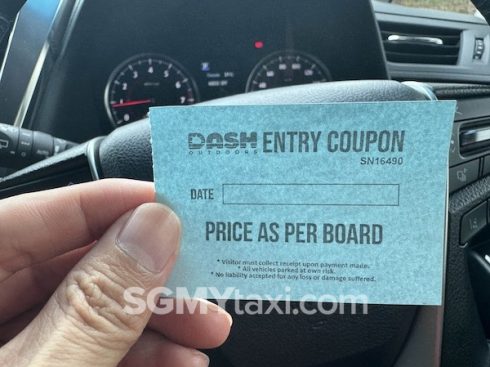 DASH ENTRY COUPON
OUTDOORS
SN16490
DATE
PRICE AS PER BOARD
* Visitor must collect receipt upon payment made.
* All vehicles parked at own risk.
* No liability accepted for any loss or damage suffered.
SGMYtaxi.com